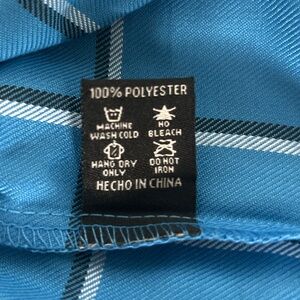 100% POLYESTER
MACHINE WASH COLD
NO BLEACH
HANG DRY ONLY
DO NOT IRON
HECHO IN CHINA